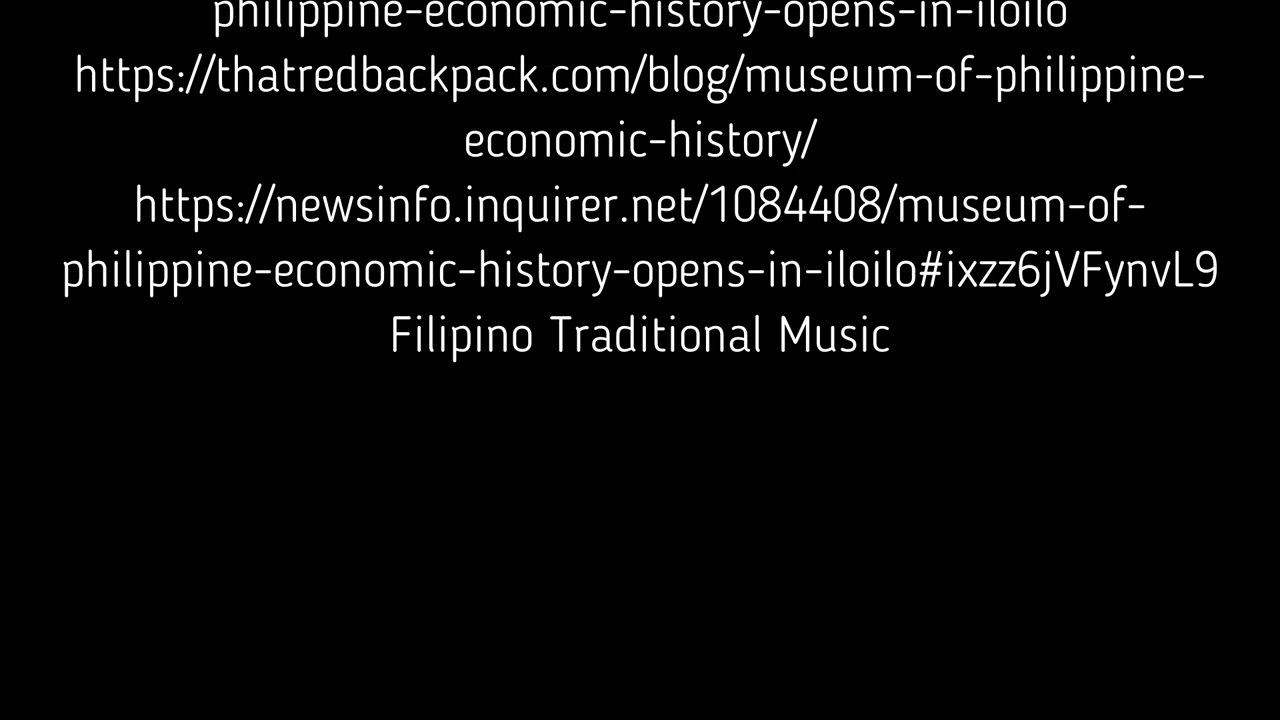 philippine-economic-history-opens-in-iloilo
https://thatredbackpack.com/blog/museum-of-philippine-
economic-history/
https://newsinfo.inquirer.net/1084408/museum-of-
philippine-economic-history-opens-in-iloilo#ixzz6jVFynvL9
Filipino Traditional Music